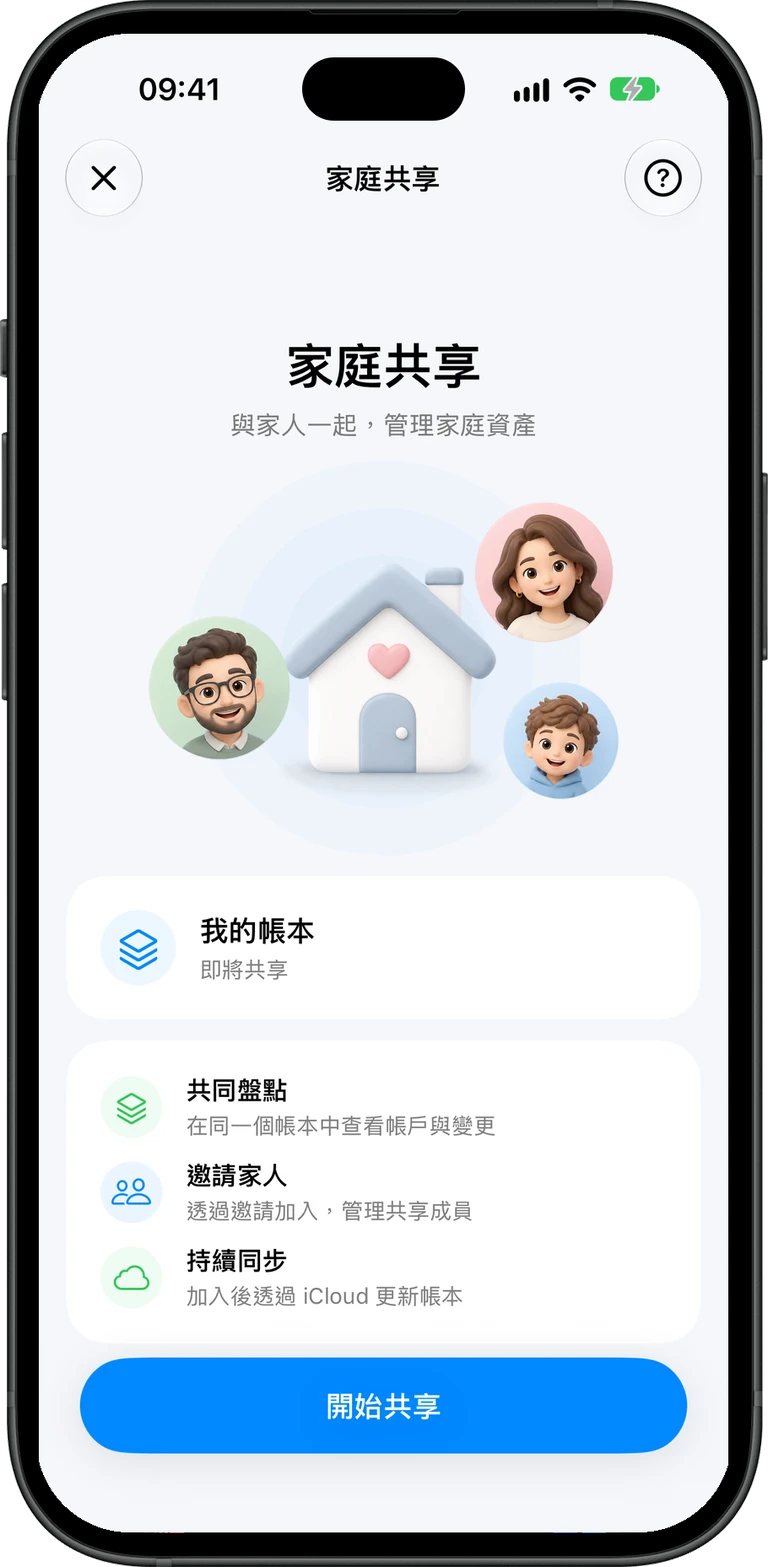 09:41
家庭共享
家庭共享
與家人一起，管理家庭資產
我的帳本
即將共享
共同盤點
在同一個帳本中查看帳戶與變更
邀請家人
透過邀請加入，管理共享成員
持續同步
加入後透過 iCloud 更新帳本
開始共享